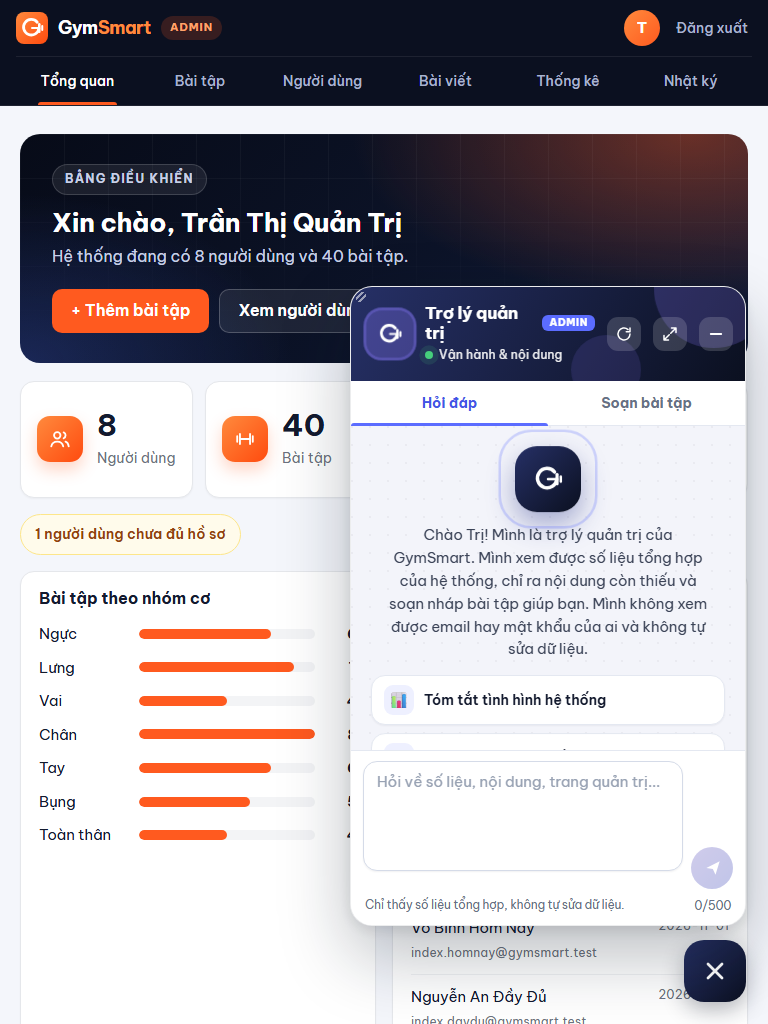 GymSmart ADMIN
T Đăng xuất
Tổng quan Bài tập Người dùng Bài viết Thống kê Nhật ký
BẢNG ĐIỀU KHIỂN
Xin chào, Trần Thị Quản Trị
Hệ thống đang có 8 người dùng và 40 bài tập.
+ Thêm bài tập Xem người
8
Người dùng
40
Bài tập
1 người dùng chưa đủ hồ sơ
Bài tập theo nhóm cơ
Ngực
Lưng
Vai
Chân
Tay
Bụng
Toàn thân
Trợ lý quản
trị
ADMIN
Vận hành & nội dung
Hỏi đáp Soạn bài tập
Chào Trị! Mình là trợ lý quản trị của
GymSmart. Mình xem được số liệu tổng hợp
của hệ thống, chỉ ra nội dung còn thiếu và
soạn nháp bài tập giúp bạn. Mình không xem
được email hay mật khẩu của ai và không tự
sửa dữ liệu.
Tóm tắt tình hình hệ thống
Hỏi về số liệu, nội dung, trang quản trị...
Chỉ thấy số liệu tổng hợp, không tự sửa dữ liệu.
0/500
index.homnay@gymsmart.test
Nguyễn An Đầy Đủ
index.daydu@gymsmart.test